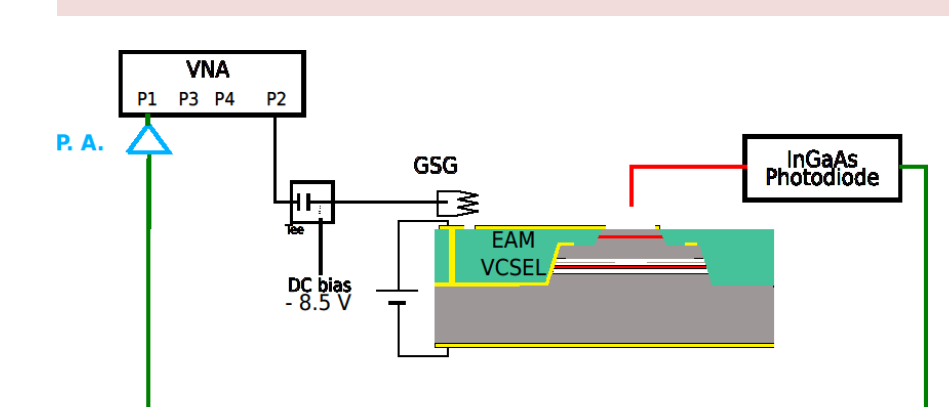 VNA
P1 P3 P4 P2
P. A.
GSG
InGaAs
Photodiode
Tee
EAM
VCSEL
DC bias
- 8.5 V